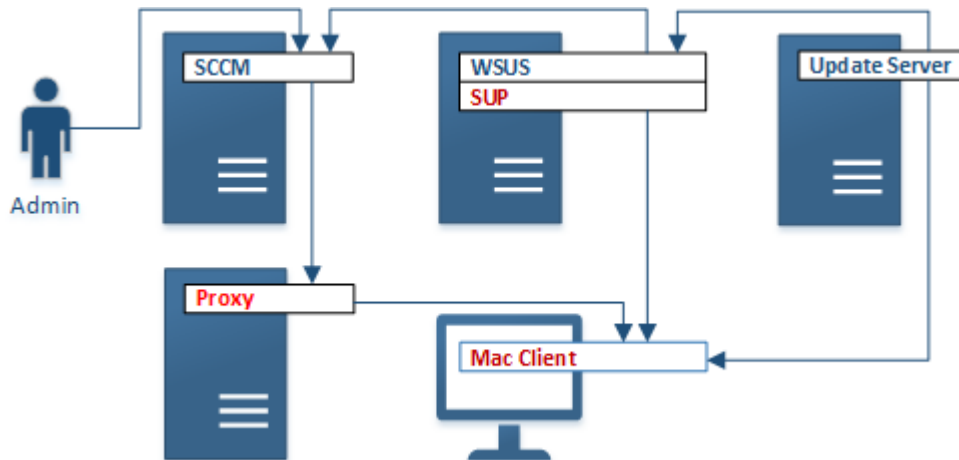 SCCM
WSUS
Update Server
SUP
Admin
Proxy
Mac Client